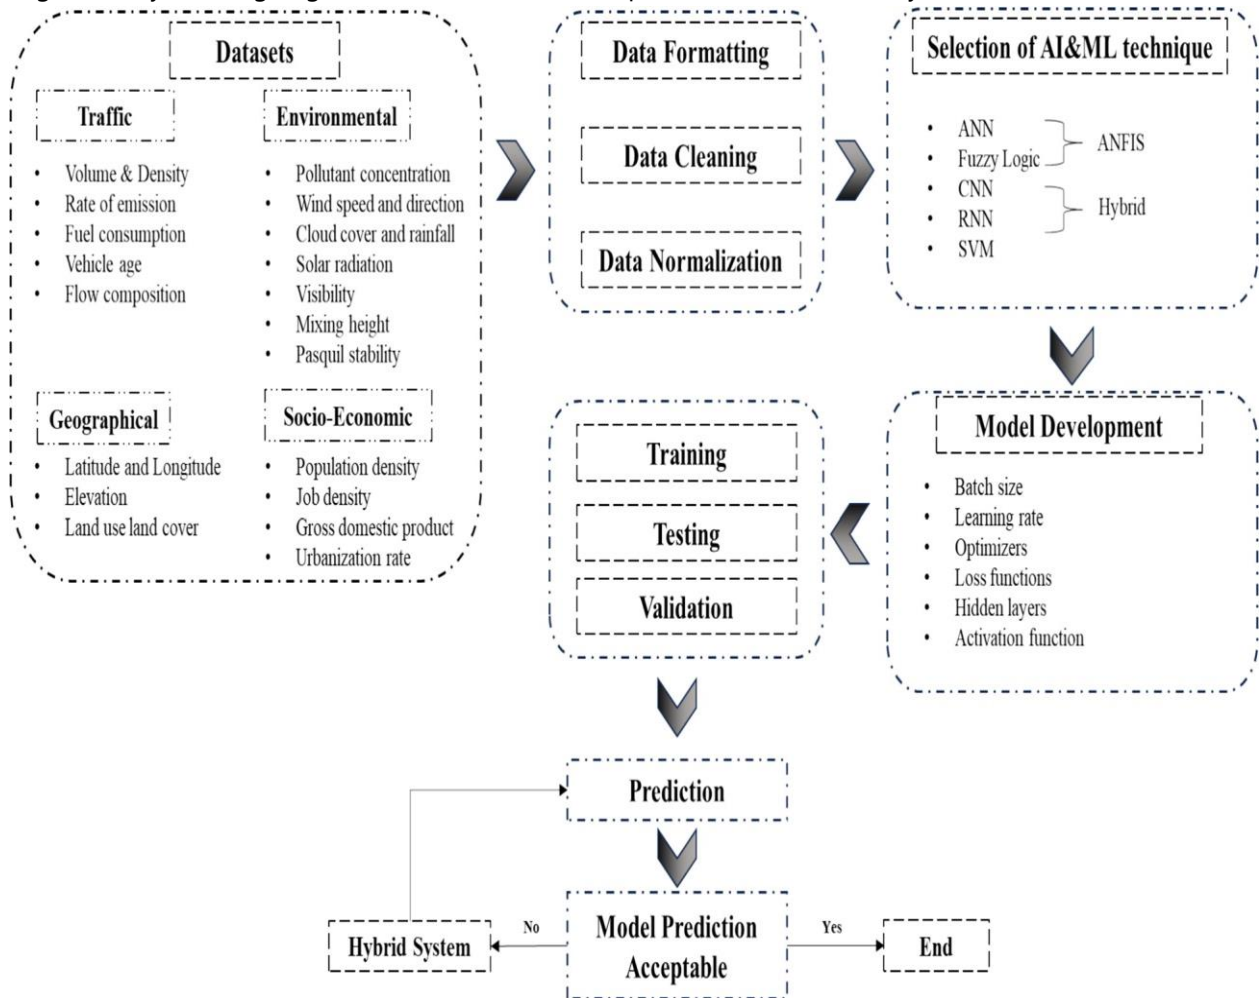 Datasets
Traffic
• Volume & Density
• Rate of emission
• Fuel consumption
• Vehicle age
• Flow composition
Environmental
• Pollutant concentration
• Wind speed and direction
• Cloud cover and rainfall
• Solar radiation
• Visibility
• Mixing height
• Pasquil stability
Geographical
• Latitude and Longitude
• Elevation
• Land use land cover
Socio-Economic
• Population density
• Job density
• Gross domestic product
• Urbanization rate
Data Formatting
Data Cleaning
Data Normalization
Selection of AI&ML technique
• ANN
• Fuzzy Logic
ANFIS
• CNN
• RNN
Hybrid
• SVM
Model Development
• Batch size
• Learning rate
• Optimizers
• Loss functions
• Hidden layers
• Activation function
Training
Testing
Validation
Prediction
Model Prediction
Acceptable
No
Hybrid System
Yes
End